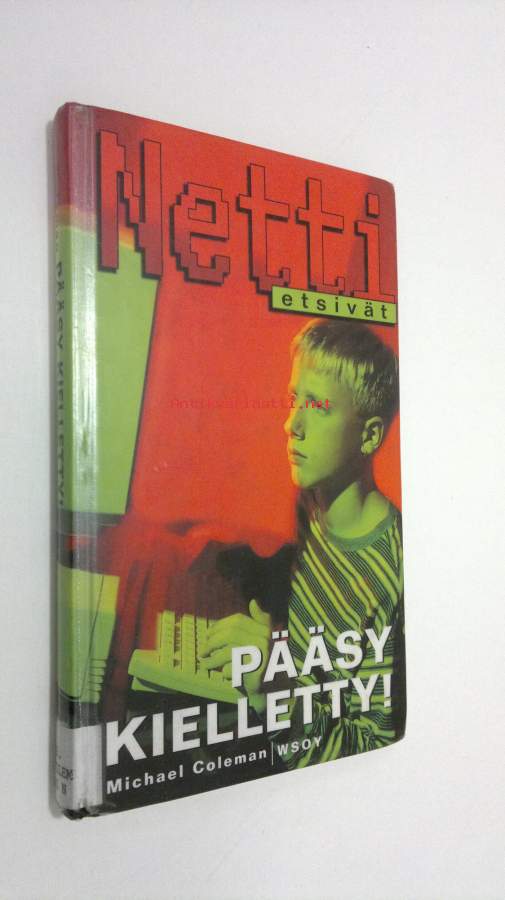 Netti
etsivät
Antikvariaatti.net
PÄÄSY
KIELLETTY!
Michael Coleman | WSOY
PÄÄSY KIELLETTY!